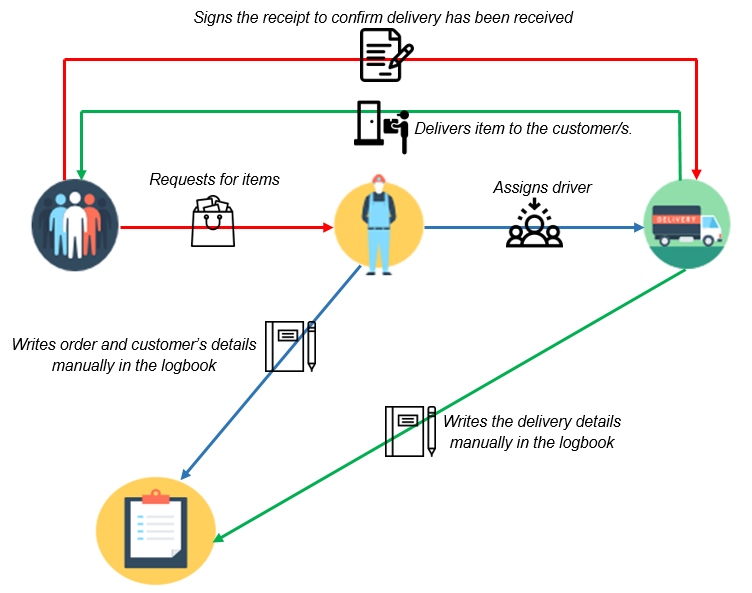 Signs the receipt to confirm delivery has been received
Delivers item to the customer/s.
Requests for items
Assigns driver
DELIVERY
Writes order and customer's details
manually in the logbook
Writes the delivery details
manually in the logbook